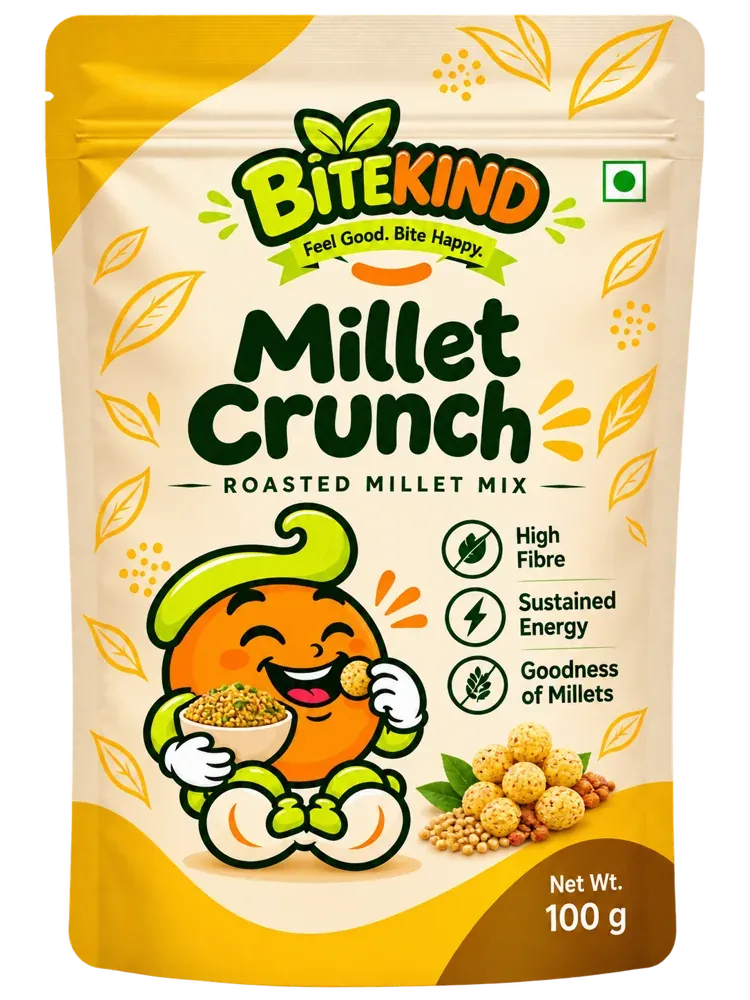 BiTEKIND
Feel Good. Bite Happy.
Millet
Crunch
ROASTED MILLET MIX
High
Fibre
Sustained
Energy
Goodness
of Millets
Net Wt.
100 g